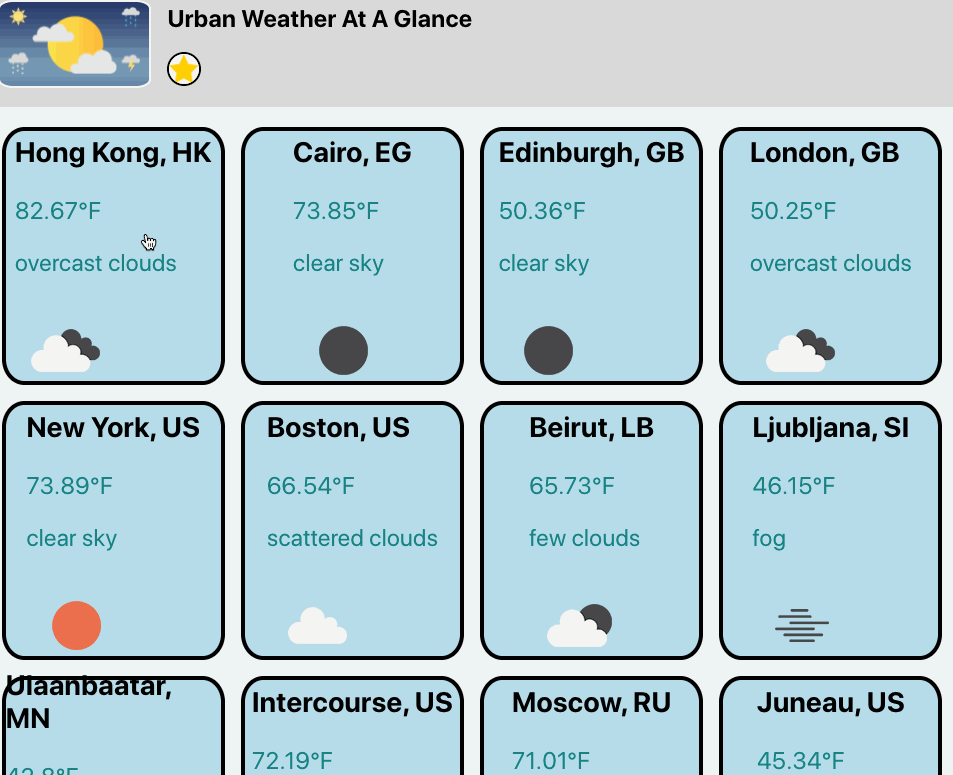 Urban Weather At A Glance
Hong Kong, HK
82.67°F
overcast clouds
Cairo, EG
73.85°F
clear sky
Edinburgh, GB
50.36°F
clear sky
London, GB
50.25°F
overcast clouds
New York, US
73.89°F
clear sky
Boston, US
66.54°F
scattered clouds
Beirut, LB
65.73°F
few clouds
Ljubljana, SI
46.15°F
fog
Ulaanbaatar,
MN
42.8°F
Intercourse, US
72.19°F
Moscow, RU
71.01°F
Juneau, US
45.34°F